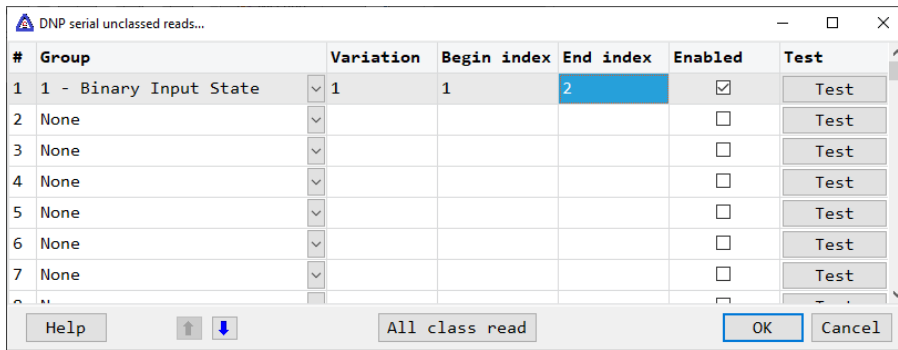 DNP serial unclassed reads...
# Group Variation Begin index End index Enabled Test
1 1 - Binary Input State 1 1 2 Test
2 None Test
3 None Test
4 None Test
5 None Test
6 None Test
7 None Test
Help All class read OK Cancel